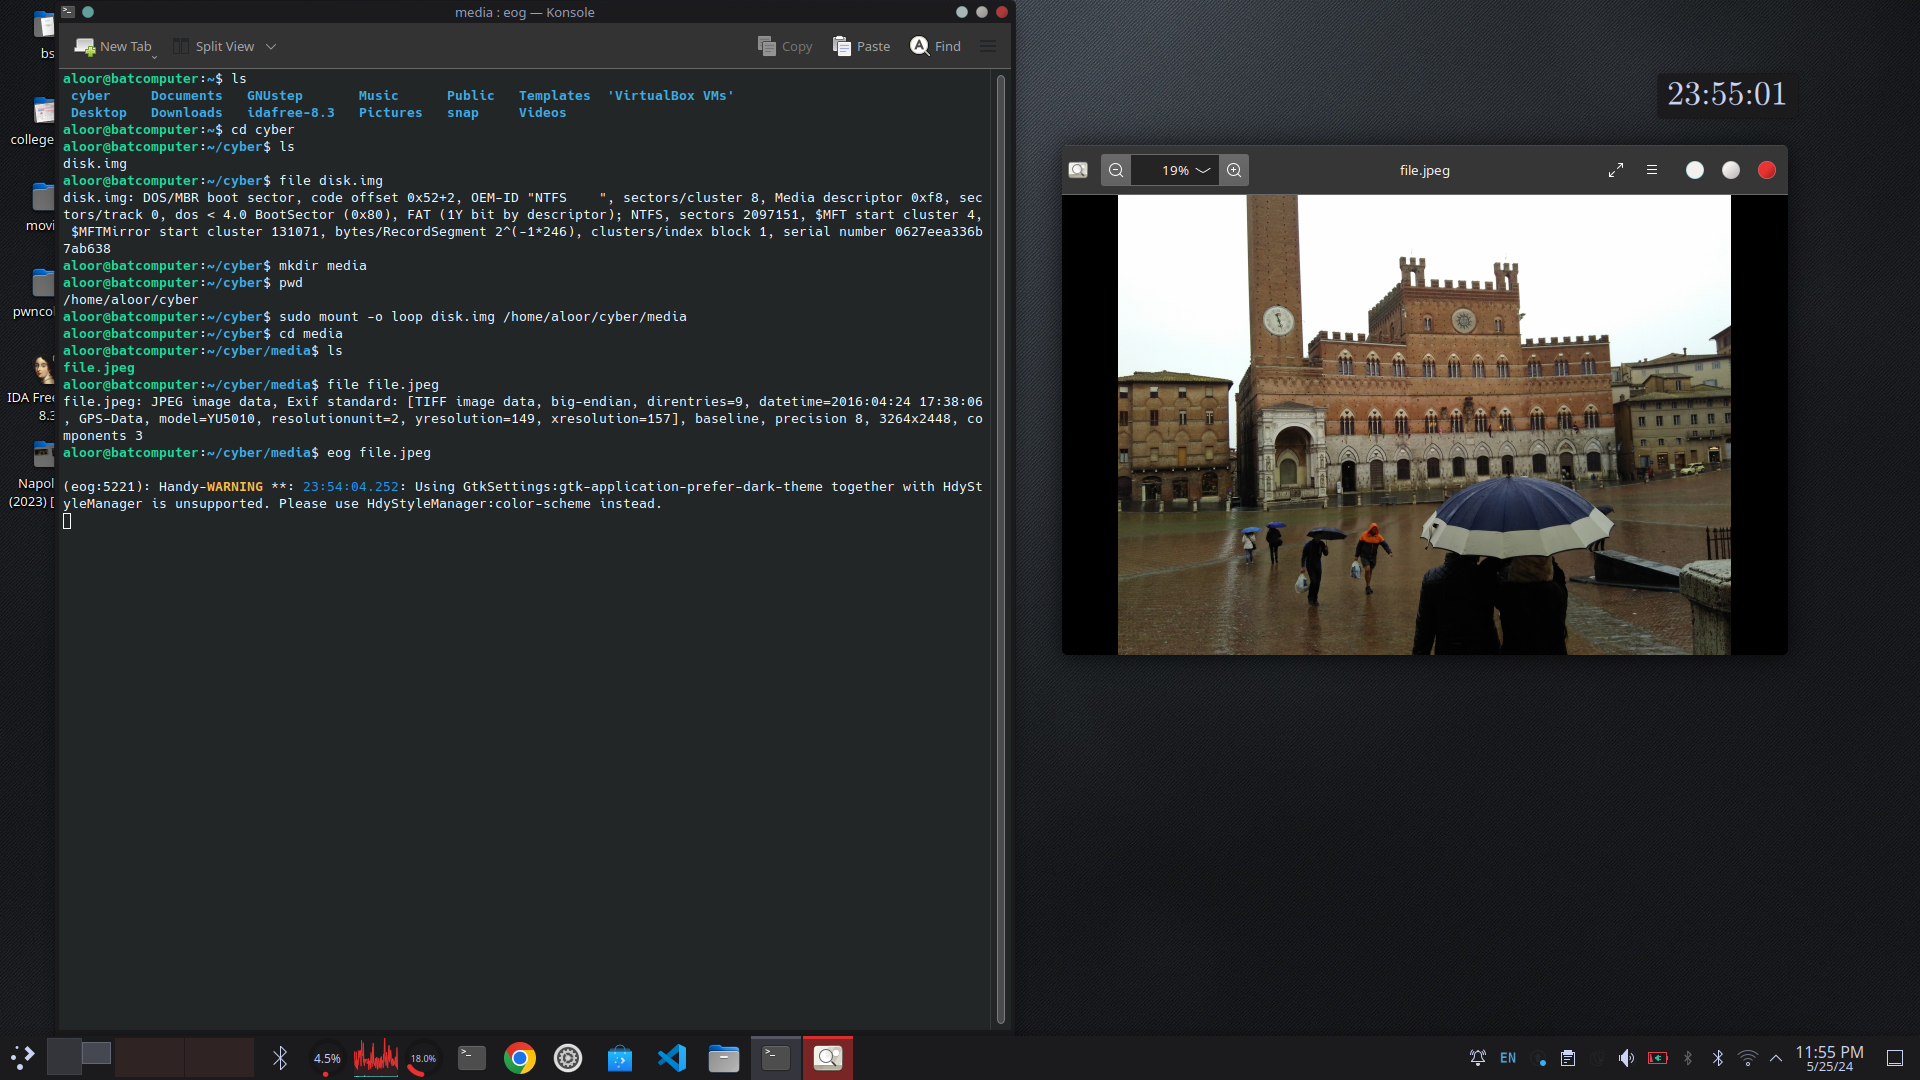 media : eog — Konsole
New Tab
Split View
Copy
Paste
Find
aloor@batcomputer:~$ ls
cyber Documents GNUstep Music Public Templates 'VirtualBox VMs'
Desktop Downloads idafree-8.3 Pictures snap Videos
aloor@batcomputer:~$ cd cyber
aloor@batcomputer:~/cyber$ ls
disk.img
aloor@batcomputer:~/cyber$ file disk.img
disk.img: DOS/MBR boot sector, code offset 0x52+2, OEM-ID "NTFS    ", sectors/cluster 8, Media descriptor 0xf8, sec
tors/track 0, dos < 4.0 BootSector (0x80), FAT (1Y bit by descriptor); NTFS, sectors 2097151, $MFT start cluster 4,
$MFTMirror start cluster 131071, bytes/RecordSegment 2^(-1*246), clusters/index block 1, serial number 0627eea336b
7ab638
aloor@batcomputer:~/cyber$ mkdir media
aloor@batcomputer:~/cyber$ pwd
/home/aloor/cyber
aloor@batcomputer:~/cyber$ sudo mount -o loop disk.img /home/aloor/cyber/media
aloor@batcomputer:~/cyber$ cd media
aloor@batcomputer:~/cyber/media$ ls
file.jpeg
aloor@batcomputer:~/cyber/media$ file file.jpeg
file.jpeg: JPEG image data, Exif standard: [TIFF image data, big-endian, direntries=9, datetime=2016:04:24 17:38:06
, GPS-Data, model=YU5010, resolutionunit=2, yresolution=149, xresolution=157], baseline, precision 8, 3264x2448, co
mponents 3
aloor@batcomputer:~/cyber/media$ eog file.jpeg
(eog:5221): Handy-WARNING **: 23:54:04.252: Using GtkSettings:gtk-application-prefer-dark-theme together with HdySt
yleManager is unsupported. Please use HdyStyleManager:color-scheme instead.
bs
college
movi
pwnco
IDA Fre
8.3
Napol
(2023) [
23:55:01
19%
file.jpeg
4.5%
18.0%
EN
11:55 PM
5/25/24